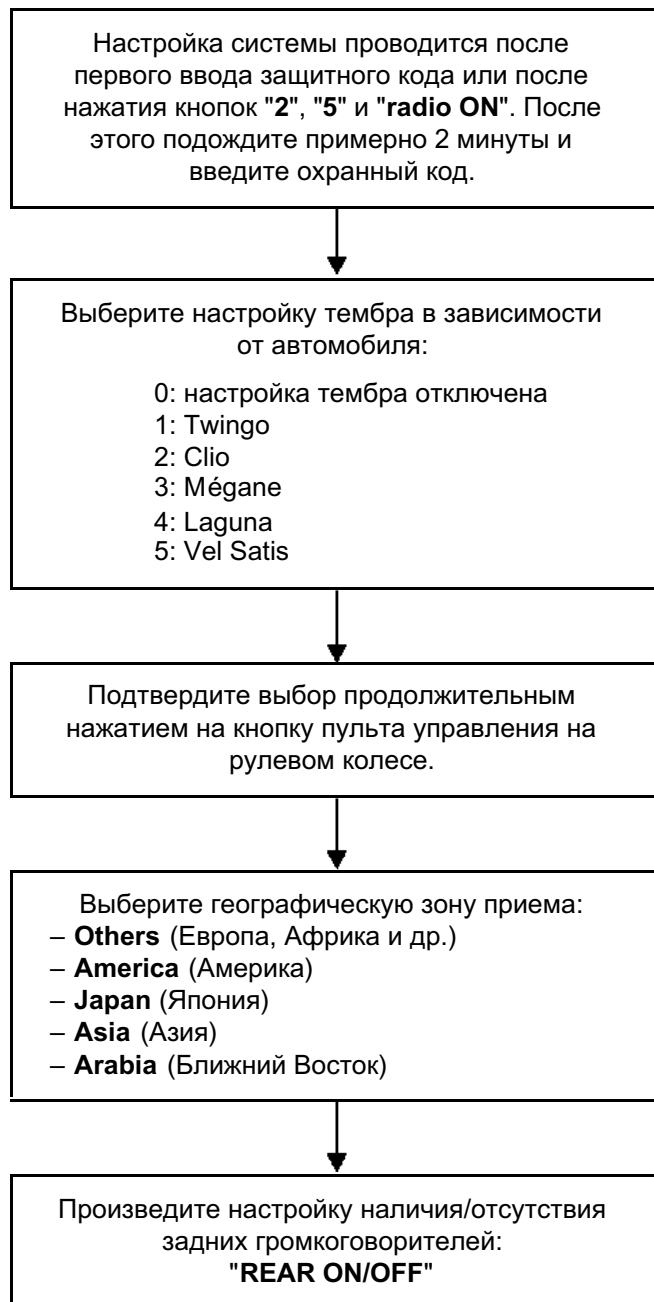 Настройка системы проводится после
первого ввода защитного кода или после
нажатия кнопок "2", "5" и "radio ON". После
этого подождите примерно 2 минуты и
введите охранный код.
Выберите настройку тембра в зависимости
от автомобиля:
0: настройка тембра отключена
1: Twingo
2: Clio
3: Mégane
4: Laguna
5: Vel Satis
Подтвердите выбор продолжительным
нажатием на кнопку пульта управления на
рулевом колесе.
Выберите географическую зону приема:
– Others (Европа, Африка и др.)
– America (Америка)
– Japan (Япония)
– Asia (Азия)
– Arabia (Ближний Восток)
Произведите настройку наличия/отсутствия
задних громкоговорителей:
"REAR ON/OFF"